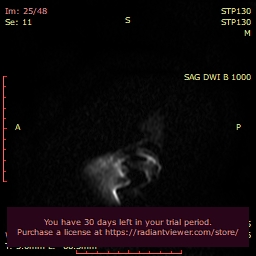 Im: 25/48
Se: 11
S
STP130
STP130
M
SAG DWI B 1000
A
P
You have 30 days left in your trial period.
Purchase a license at https://radiantviewer.com/store/